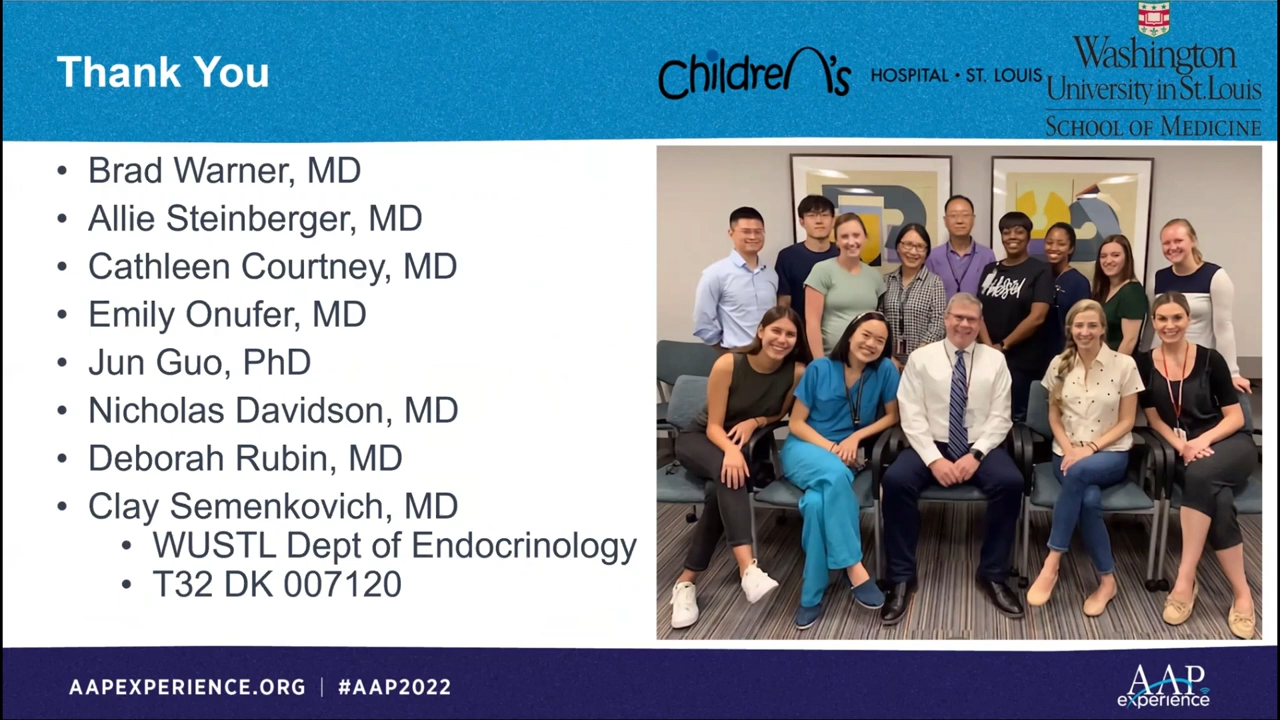 Thank You
Children's
HOSPITAL • ST. LOUIS
Washington
University in St. Louis
SCHOOL OF MEDICINE
• Brad Warner, MD
• Allie Steinberger, MD
• Cathleen Courtney, MD
• Emily Onufer, MD
• Jun Guo, PhD
• Nicholas Davidson, MD
• Deborah Rubin, MD
• Clay Semenkovich, MD
• WUSTL Dept of Endocrinology
• T32 DK 007120
blessed
AAPEXPERIENCE.ORG | #AAP2022
AAP
experience